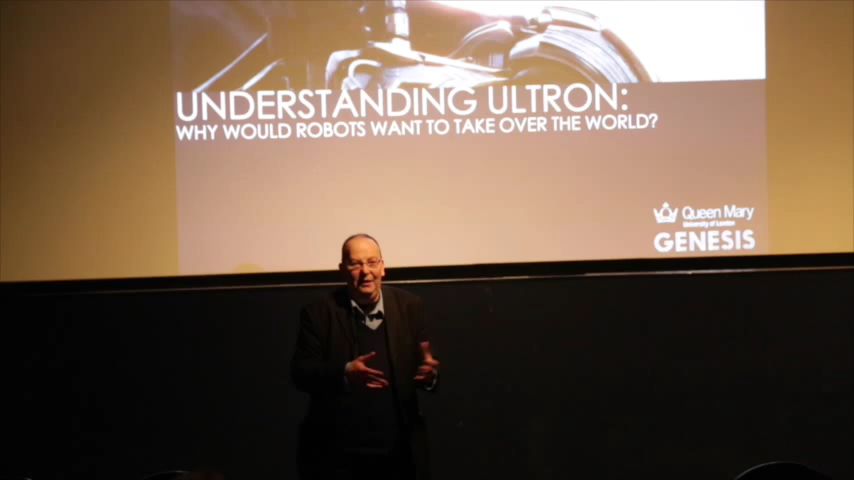 UNDERSTANDING ULTRON:
WHY WOULD ROBOTS WANT TO TAKE OVER THE WORLD?
Queen Mary
University of London
GENESIS